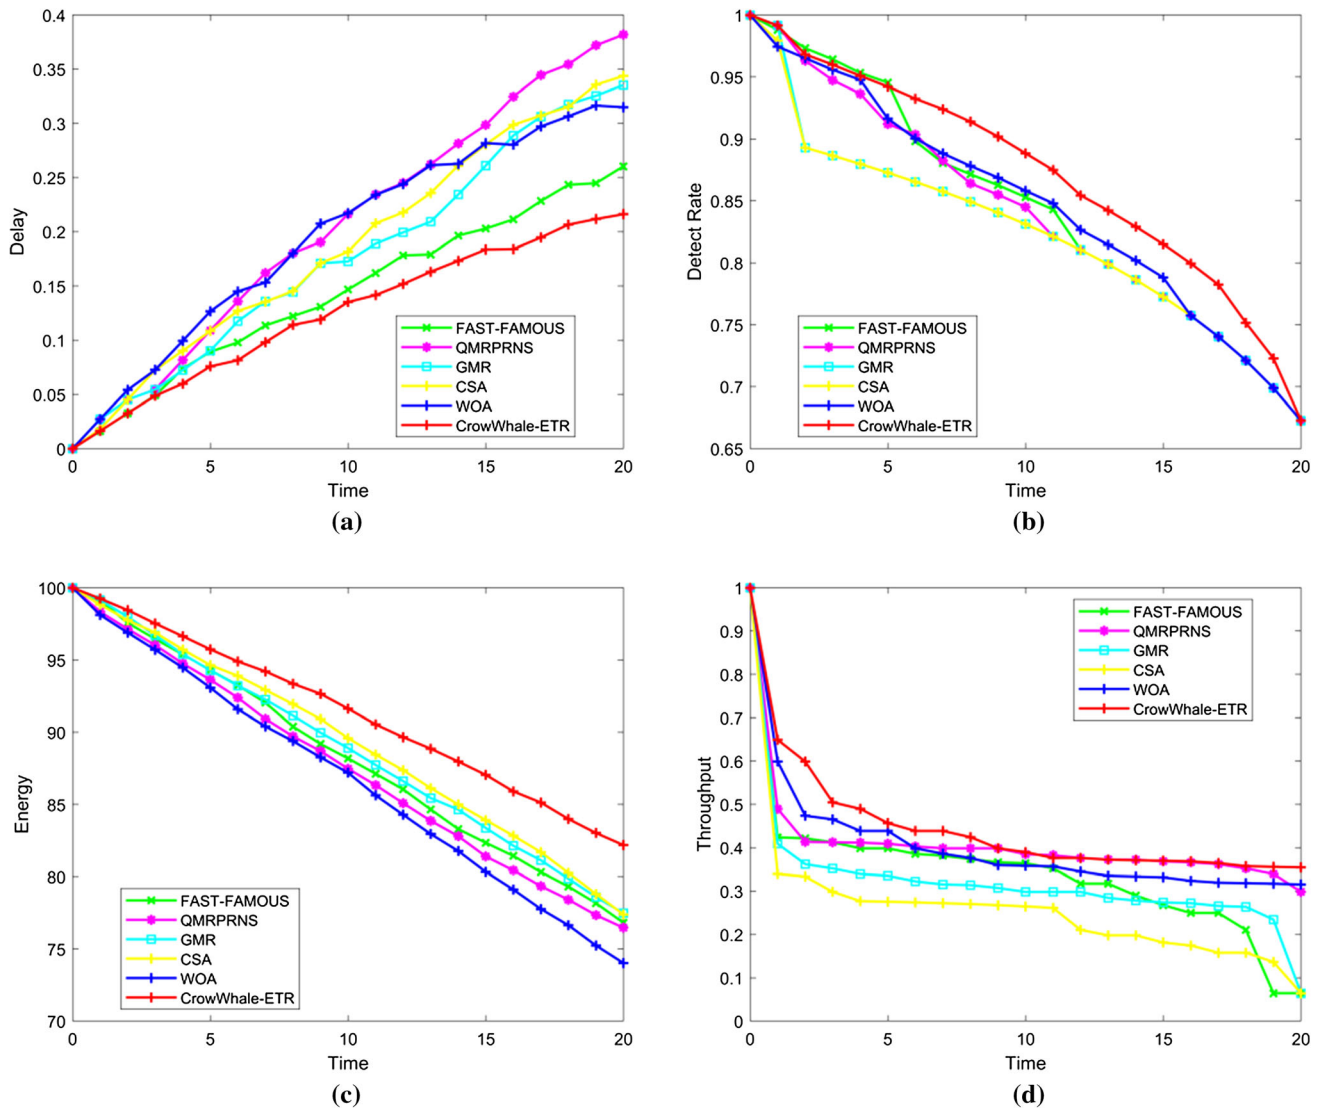 0.4
0.35
0.3
0.25
0.2
0.15
0.1
0.05
0
Delay
0 5 10 15 20
Time
FAST-FAMOUS
QMRPRNS
GMR
CSA
WOA
CrowWhale-ETR
(a)
1
0.95
0.9
0.85
0.8
0.75
0.7
0.65
Detect Rate
0 5 10 15 20
Time
FAST-FAMOUS
QMRPRNS
GMR
CSA
WOA
CrowWhale-ETR
(b)
100
95
90
85
80
75
70
Energy
0 5 10 15 20
Time
FAST-FAMOUS
QMRPRNS
GMR
CSA
WOA
CrowWhale-ETR
(c)
1
0.9
0.8
0.7
0.6
0.5
0.4
0.3
0.2
0.1
0
Throughput
0 5 10 15 20
Time
FAST-FAMOUS
QMRPRNS
GMR
CSA
WOA
CrowWhale-ETR
(d)